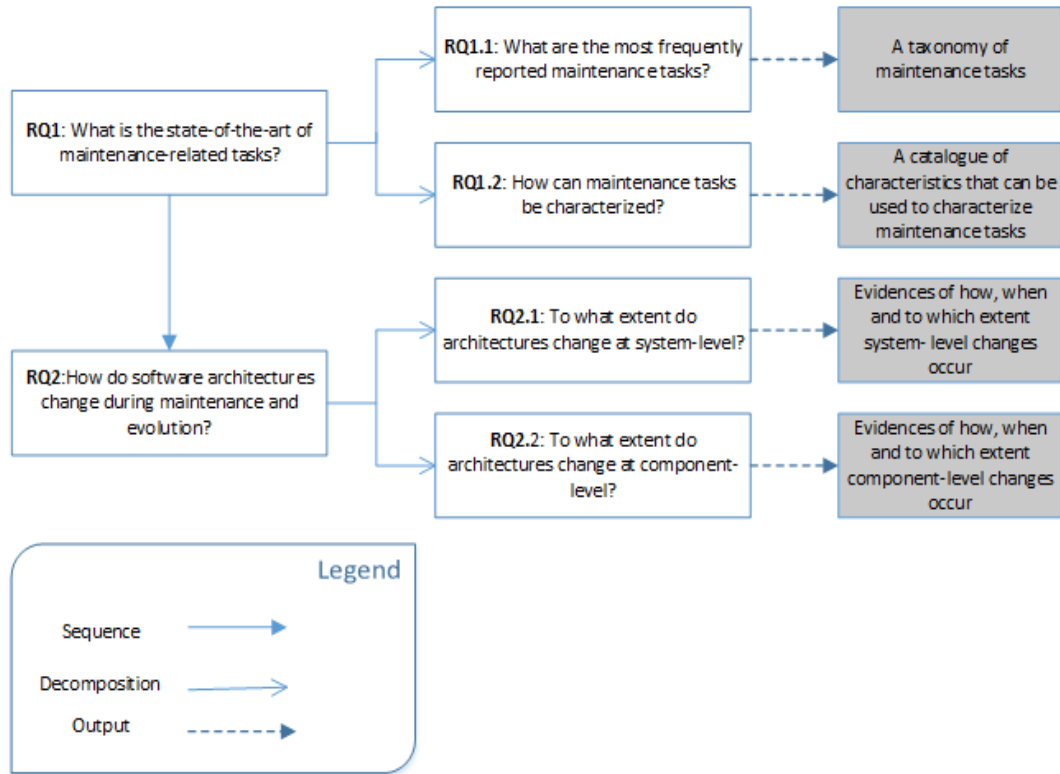 RQ1: What is the state-of-the-art of
maintenance-related tasks?
RQ1.1: What are the most frequently
reported maintenance tasks?
A taxonomy of
maintenance tasks
RQ1.2: How can maintenance tasks
be characterized?
A catalogue of
characteristics that can be
used to characterize
maintenance tasks
RQ2:How do software architectures
change during maintenance and
evolution?
RQ2.1: To what extent do
architectures change at system-level?
Evidences of how, when
and to which extent
system- level changes
occur
RQ2.2: To what extent do
architectures change at component-
level?
Evidences of how, when
and to which extent
component-level changes
occur
Legend
Sequence
Decomposition
Output